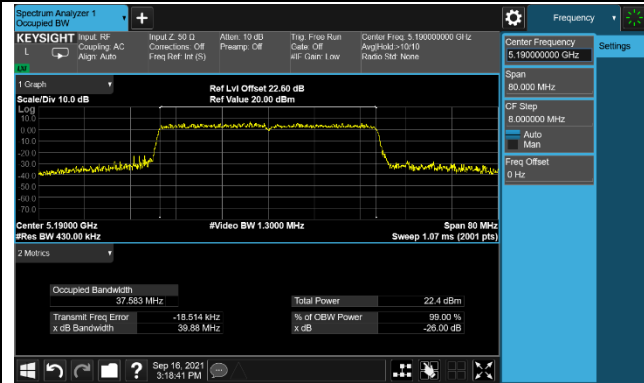 Spectrum Analyzer 1
Occupied BW
Frequency
KEYSIGHT
L
Input: RF
Coupling: AC
Align: Auto
Input Z: 50 Ω
Corrections: Off
Freq Ref: Int (S)
Atten: 10 dB
Preamp: Off
Trig: Free Run
Gate: Off
#IF Gain: Low
Center Freq: 5.190000000 GHz
Avg|Hold:>10/10
Radio Std: None
Center Frequency
5.190000000 GHz
Settings
Span
80.000 MHz
CF Step
8.000000 MHz
Auto
Man
Freq Offset
0 Hz
1 Graph
Scale/Div 10.0 dB
Ref Lvl Offset 22.60 dB
Ref Value 20.00 dBm
Log
10.0
0.00
-10.0
-20.0
-30.0
-40.0
-50.0
-60.0
-70.0
Center 5.19000 GHz
#Res BW 430.00 kHz
#Video BW 1.3000 MHz
Span 80 MHz
Sweep 1.07 ms (2001 pts)
2 Metrics
Occupied Bandwidth
37.583 MHz
Total Power 22.4 dBm
Transmit Freq Error -18.514 kHz
% of OBW Power 99.00 %
x dB Bandwidth 39.88 MHz
x dB -26.00 dB
?
Sep 16, 2021
3:18:41 PM